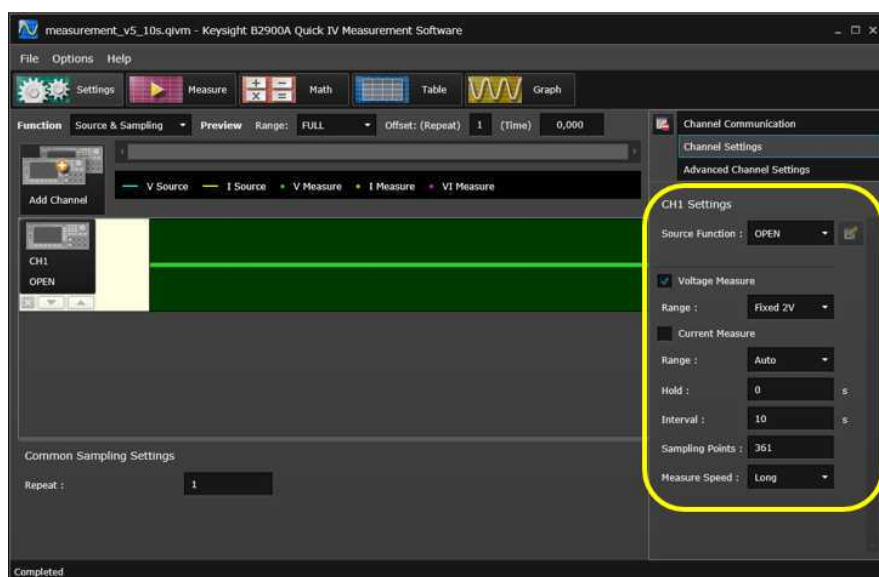 measurement_v5_10s.qivm - Keysight B2900A Quick IV Measurement Software
File Options Help
Settings Measure Math Table Graph
Function Source & Sampling Preview Range: FULL Offset: (Repeat) 1 (Time) 0,000
Channel Communication
Channel Settings
Advanced Channel Settings
Add Channel
V Source I Source V Measure I Measure VI Measure
CH1
OPEN
CH1 Settings
Source Function : OPEN
Voltage Measure
Range : Fixed 2V
Current Measure
Range : Auto
Hold : 0 s
Interval : 10 s
Sampling Points : 361
Measure Speed : Long
Common Sampling Settings
Repeat : 1
Completed